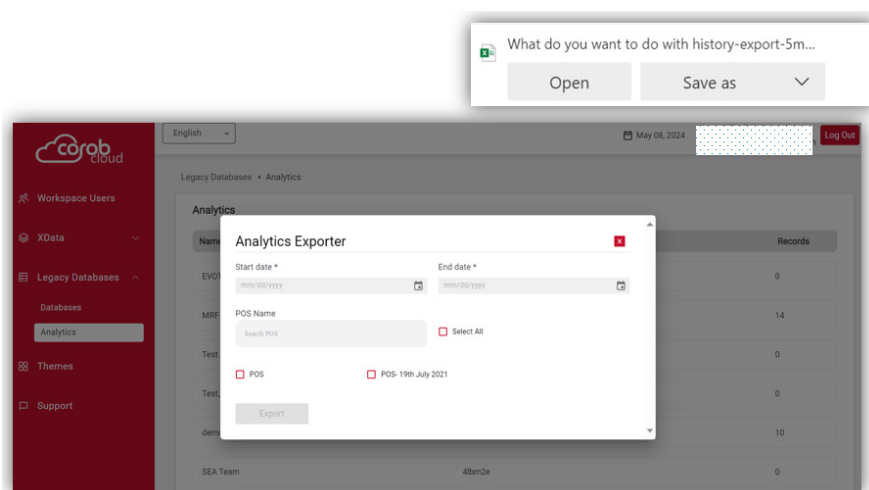 What do you want to do with history-export-5m...
Open
Save as
corob
cloud
English
May 08, 2024
Log Out
Workspace Users
XData
Legacy Databases
Databases
Analytics
Themes
Support
Legacy Databases • Analytics
Analytics
Records
0
14
Test
0
0
10
SEA Team 4lbm2e 0
Analytics Exporter
X
Start date *
End date *
mm/dd/yyyy
mm/dd/yyyy
POS Name
Search POS
Select All
POS
POS- 19th July 2021
Export